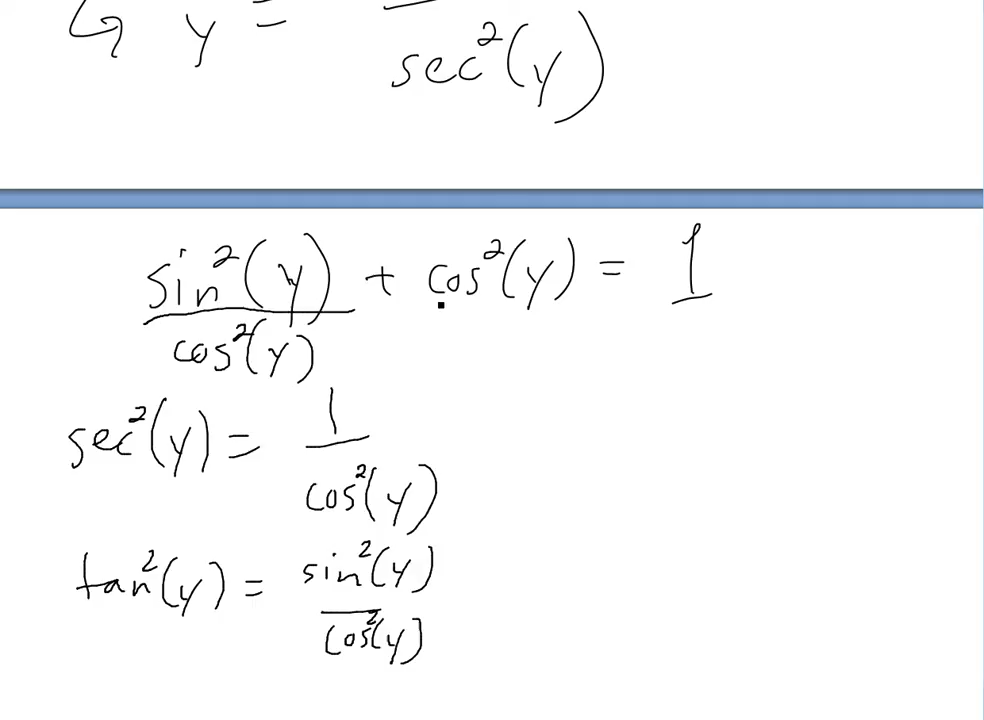 ↳ y = / sec²(y)
sin²(y)/cos²(y) + cos²(y) = 1
sec²(y) = 1/cos²(y)
tan²(y) = sin²(y)/cos²(y)